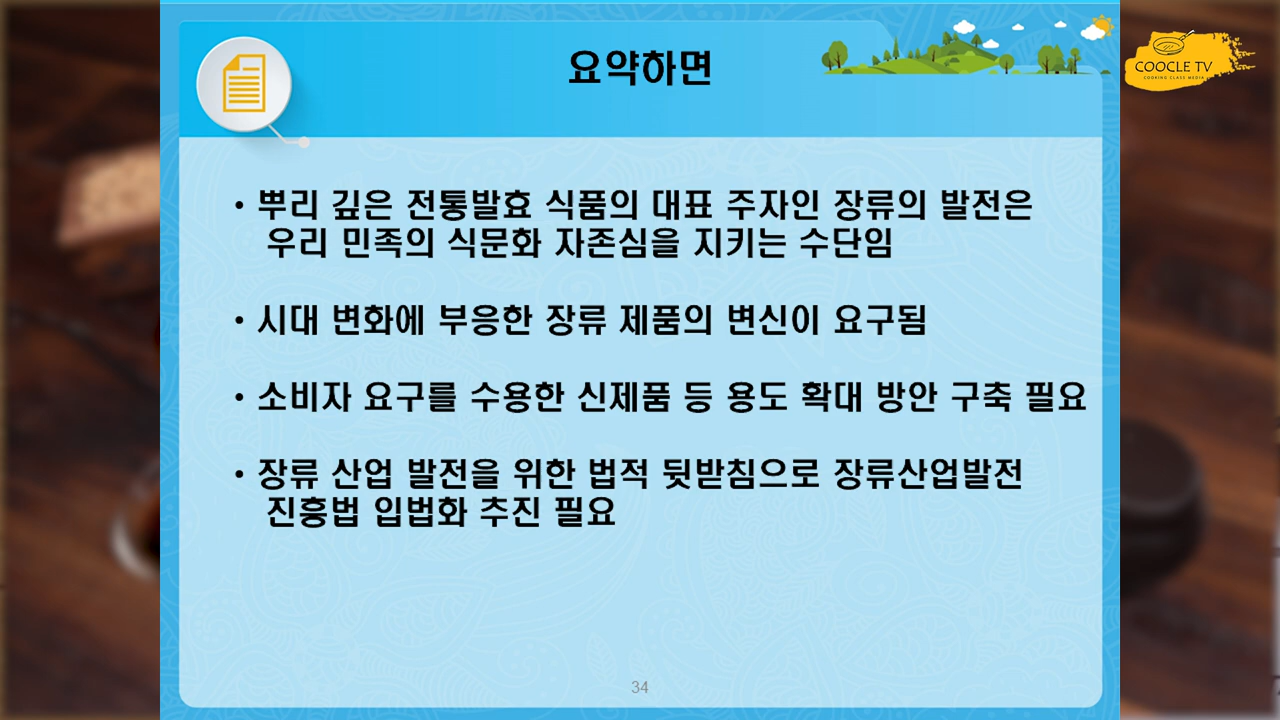 요약하면
COOCLE TV
COOKING CLASS MEDIA
• 뿌리 깊은 전통발효 식품의 대표 주자인 장류의 발전은
우리 민족의 식문화 자존심을 지키는 수단임
• 시대 변화에 부응한 장류 제품의 변신이 요구됨
• 소비자 요구를 수용한 신제품 등 용도 확대 방안 구축 필요
• 장류 산업 발전을 위한 법적 뒷받침으로 장류산업발전
진흥법 입법화 추진 필요
34